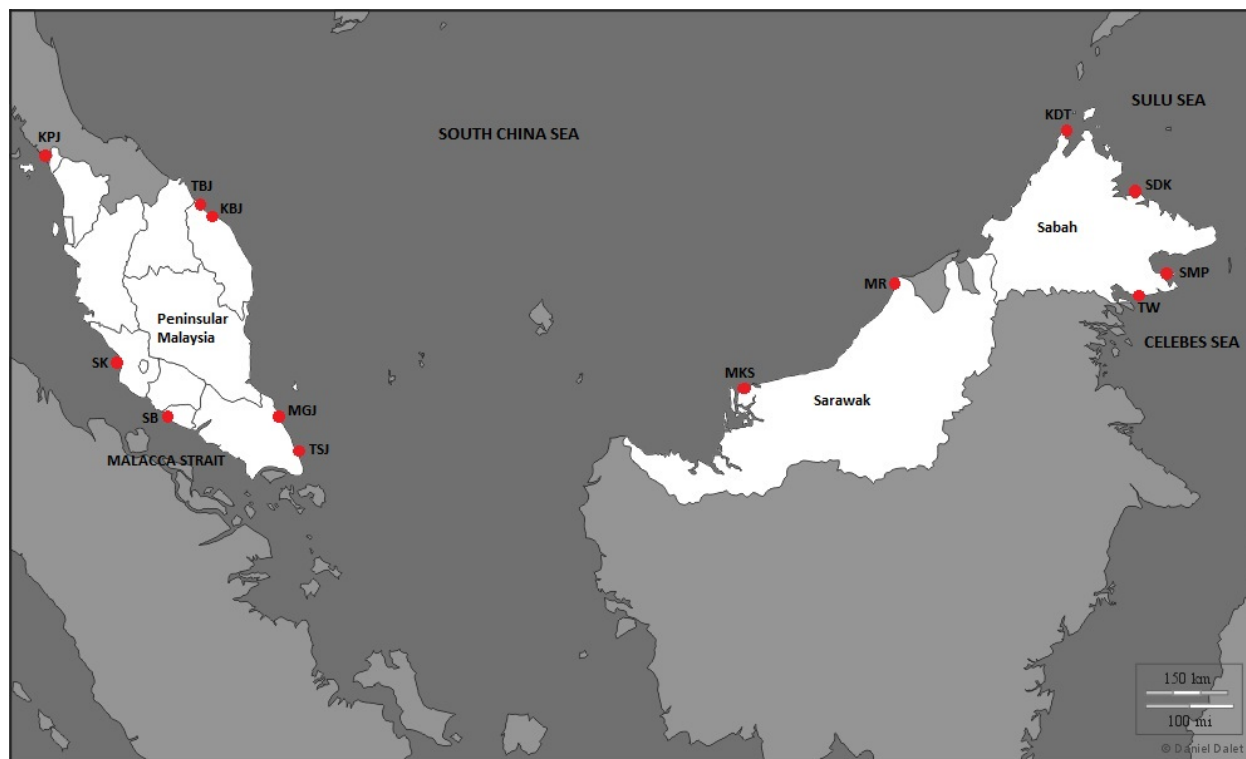 SULU SEA
KDT
SOUTH CHINA SEA
KPJ
TBJ
SDK
KBJ
Sabah
SMP
MR
TW
Peninsular
Malaysia
CELEBES SEA
SK
MKS
Sarawak
MGJ
SB
TSJ
MALACCA STRAIT
150 km
100 mi
© Daniel Dalet